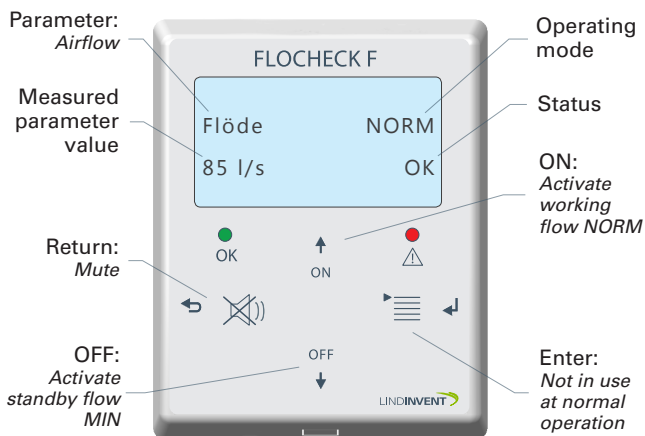 Parameter:
Airflow
Measured
parameter
value
Return:
Mute
OFF:
Activate
standby flow
MIN
FLOCHECK F
Flöde NORM
85 l/s OK
OK
ON
OFF
LINDINVENT
Operating
mode
Status
ON:
Activate
working
flow NORM
Enter:
Not in use
at normal
operation